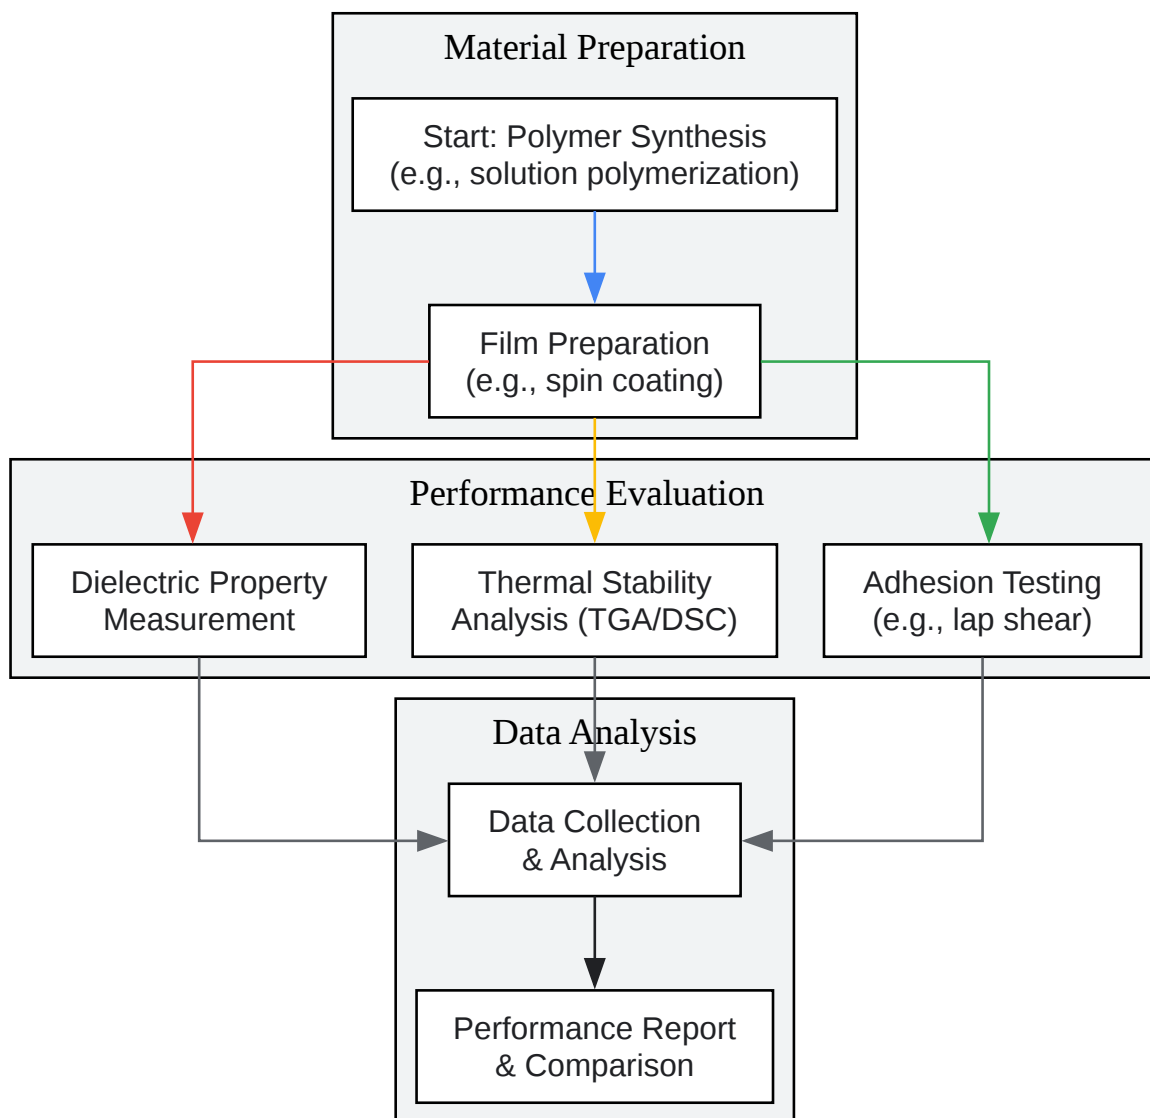 Material Preparation
Start: Polymer Synthesis
(e.g., solution polymerization)
Film Preparation
(e.g., spin coating)
Performance Evaluation
Dielectric Property
Measurement
Thermal Stability
Analysis (TGA/DSC)
Adhesion Testing
(e.g., lap shear)
Data Analysis
Data Collection
& Analysis
Performance Report
& Comparison